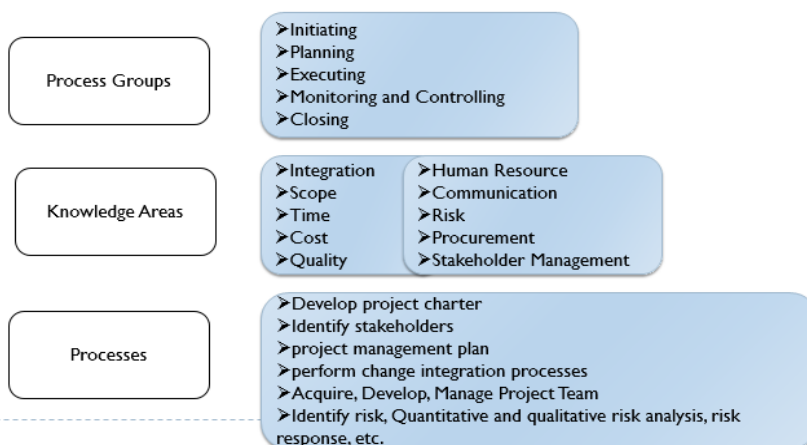 Process Groups
➢Initiating
➢Planning
➢Executing
➢Monitoring and Controlling
➢Closing
Knowledge Areas
➢Integration
➢Scope
➢Time
➢Cost
➢Quality
➢Human Resource
➢Communication
➢Risk
➢Procurement
➢Stakeholder Management
Processes
➢Develop project charter
➢Identify stakeholders
➢project management plan
➢perform change integration processes
➢Acquire, Develop, Manage Project Team
➢Identify risk, Quantitative and qualitative risk analysis, risk
response, etc.